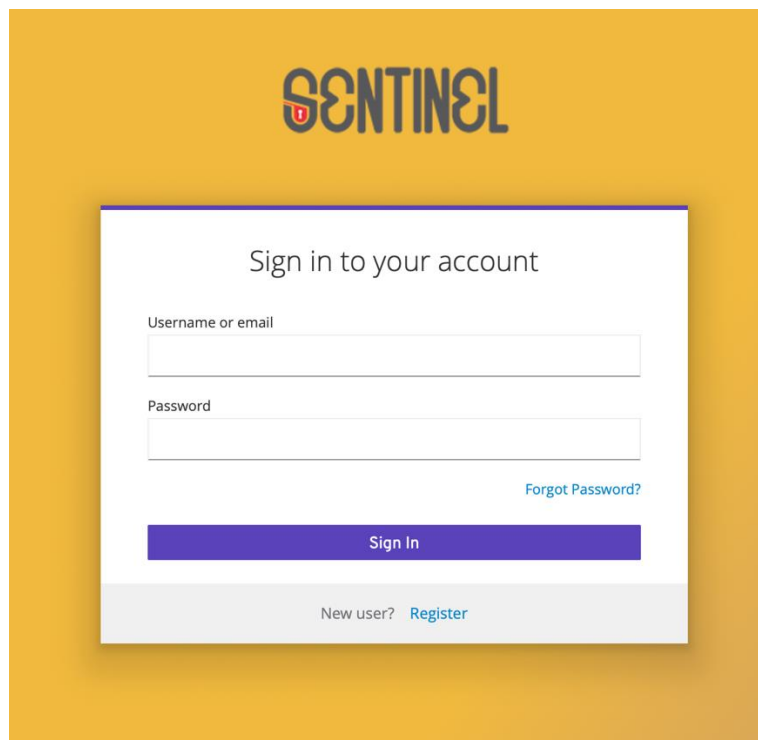 SENTINEL
Sign in to your account
Username or email
Password
Forgot Password?
Sign In
New user? Register